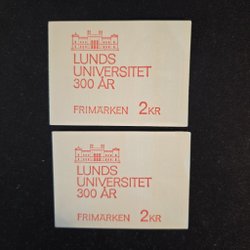 LUNDS
UNIVERSITET
300 ÅR
FRIMÄRKEN 2 KR
LUNDS
UNIVERSITET
300 ÅR
FRIMÄRKEN 2 KR